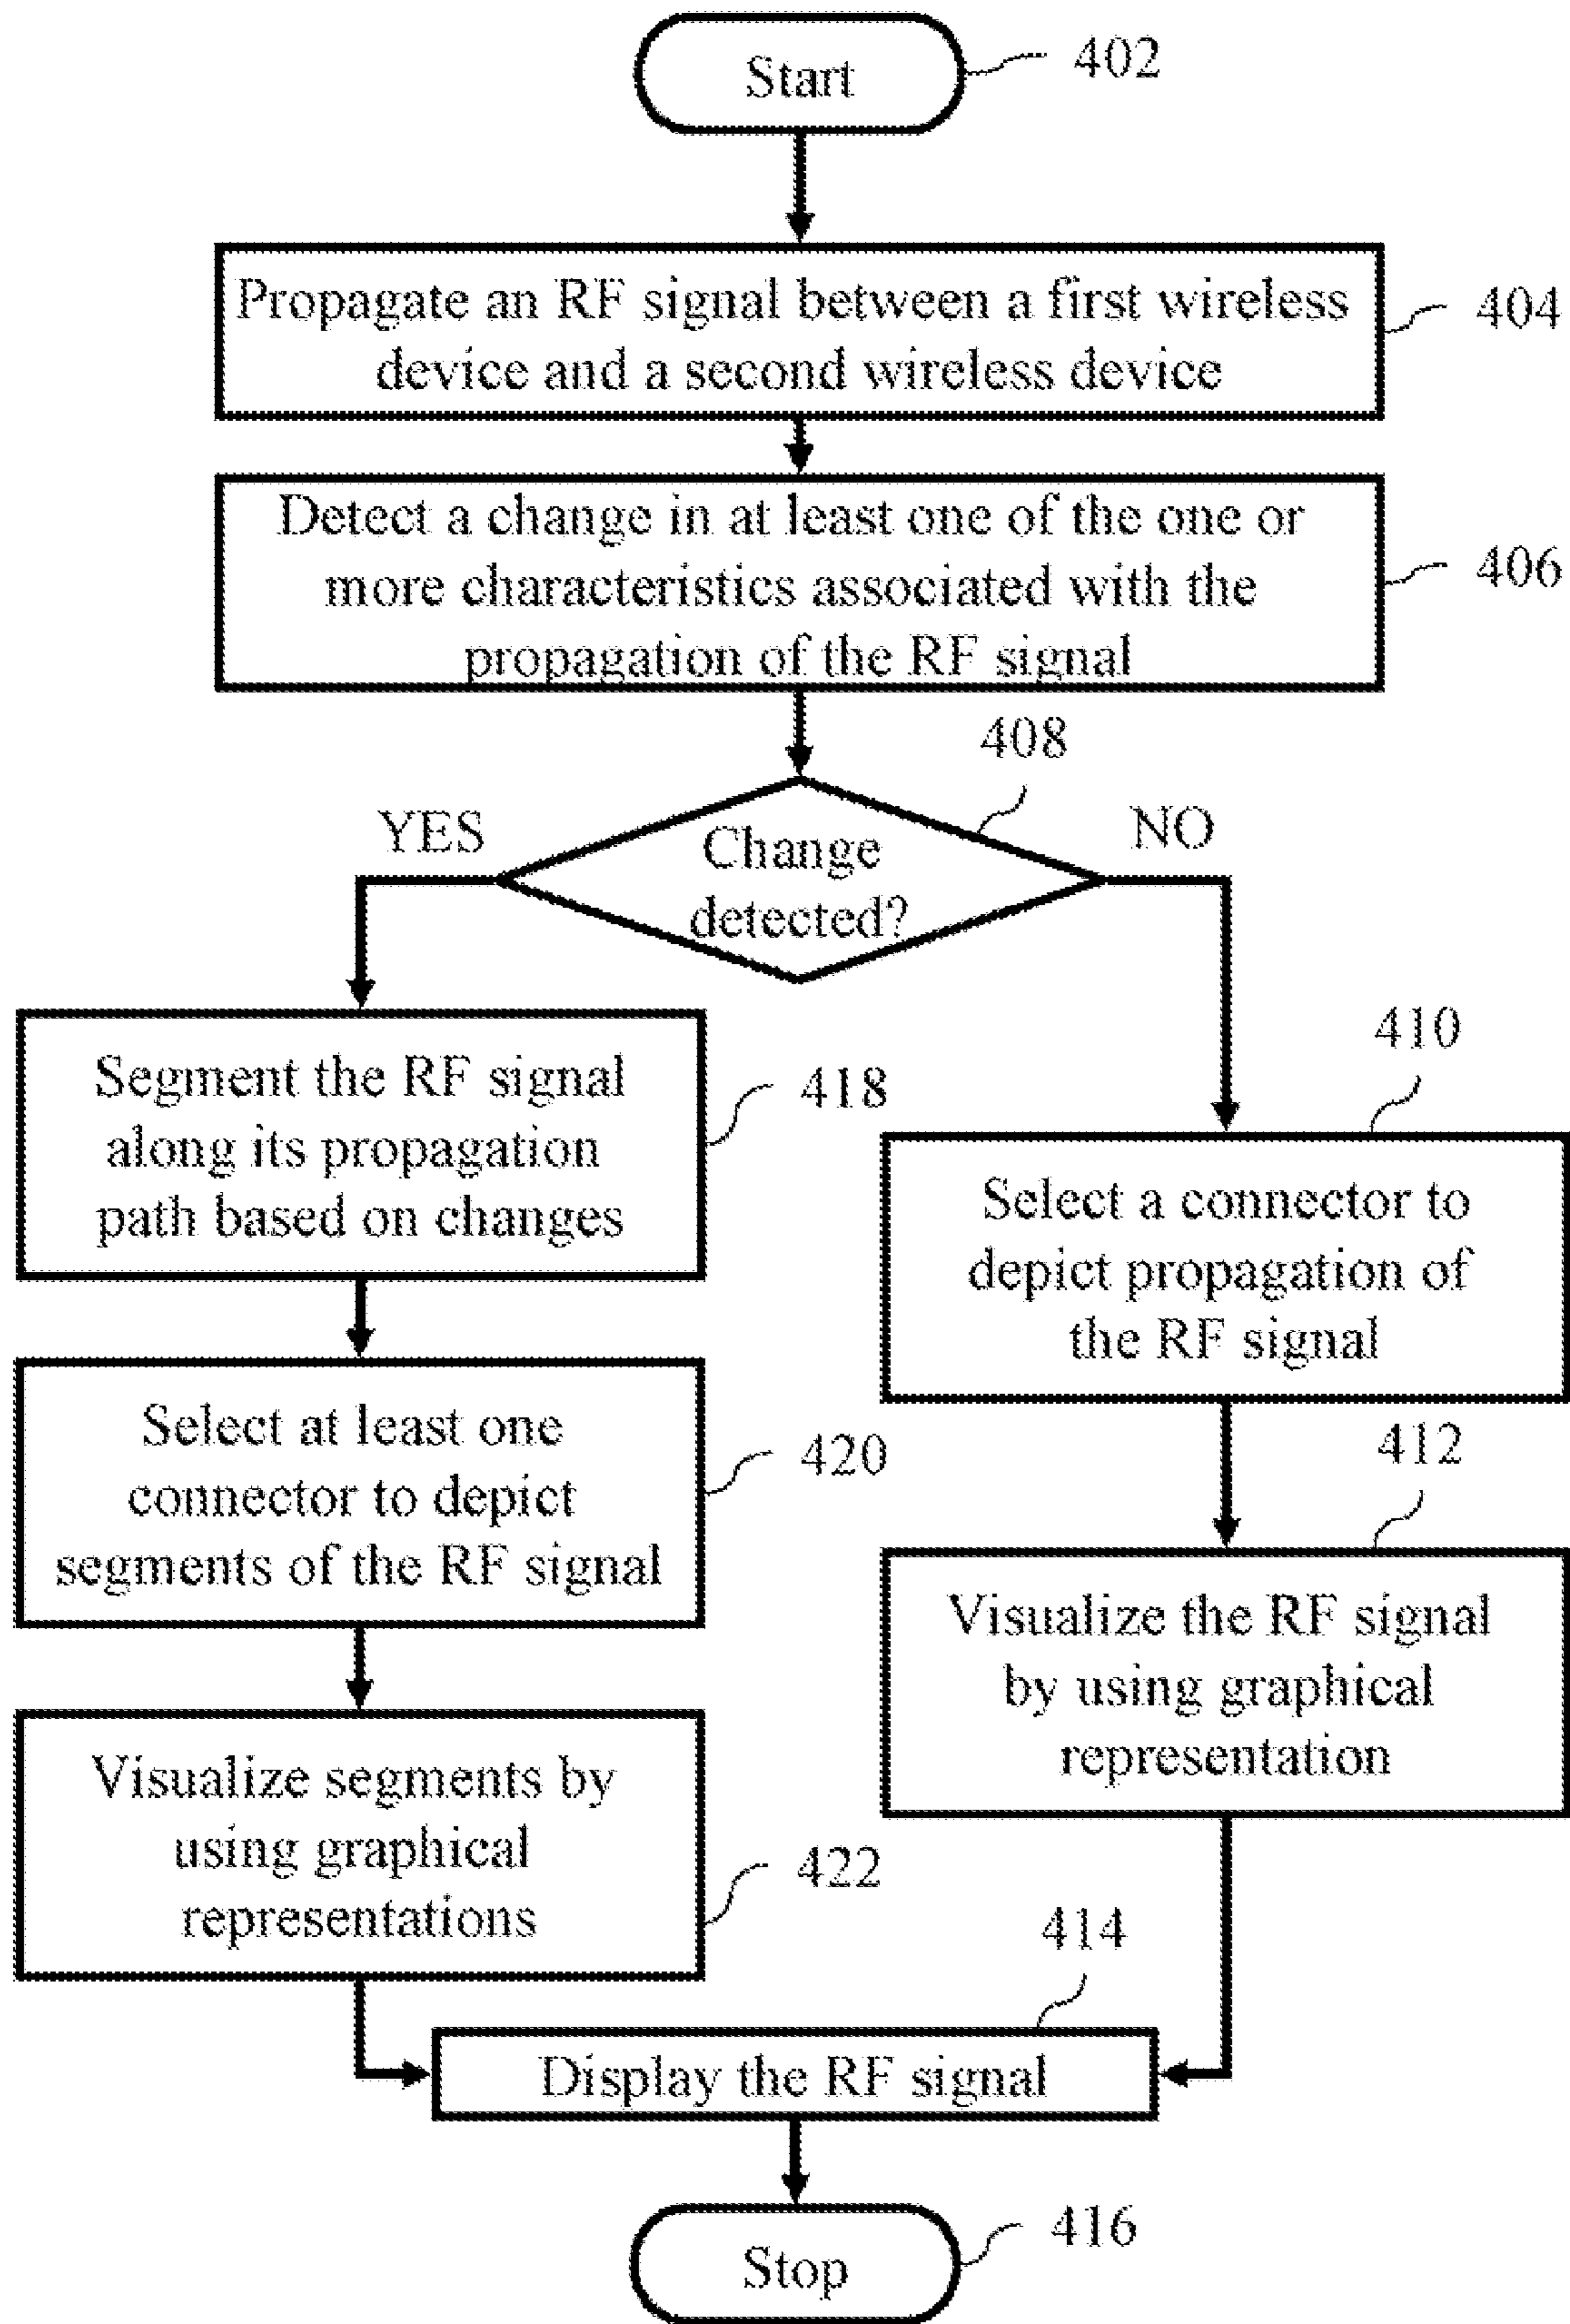 Start
402
Propagate an RF signal between a first wireless
device and a second wireless device
404
Detect a change in at least one of the one or
more characteristics associated with the
propagation of the RF signal
406
408
YES
NO
Change
detected?
Segment the RF signal
along its propagation
path based on changes
418
410
Select a connector to
depict propagation of
the RF signal
Select at least one
connector to depict
segments of the RF signal
420
412
Visualize the RF signal
by using graphical
representation
Visualize segments by
using graphical
representations
422
414
Display the RF signal
Stop
416